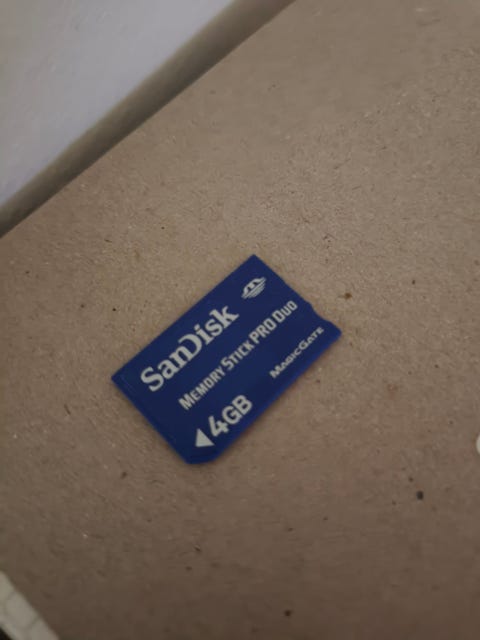 SanDisk
MEMORY STICK PRO DUO
MAGICGATE
4GB